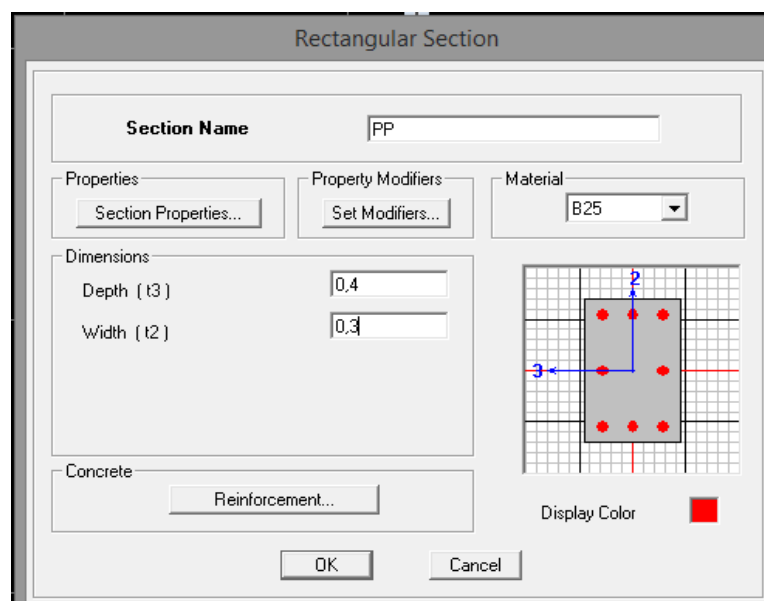 Rectangular Section
Section Name PP
Properties
Section Properties...
Property Modifiers
Set Modifiers...
Material
B25
Dimensions
Depth ( t3 ) 0,4
Width ( t2 ) 0,3
2
3
Concrete
Reinforcement...
Display Color
OK
Cancel